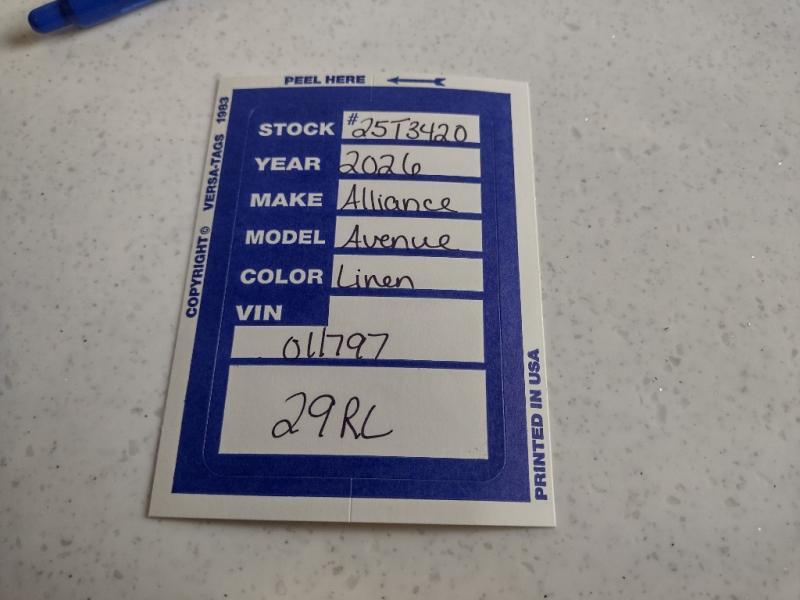 PEEL HERE
COPYRIGHT© VERSA-TAGS 1983
STOCK #25T3420
YEAR 2026
MAKE Alliance
MODEL Avenue
COLOR Linen
VIN
011797
29RL
PRINTED IN USA